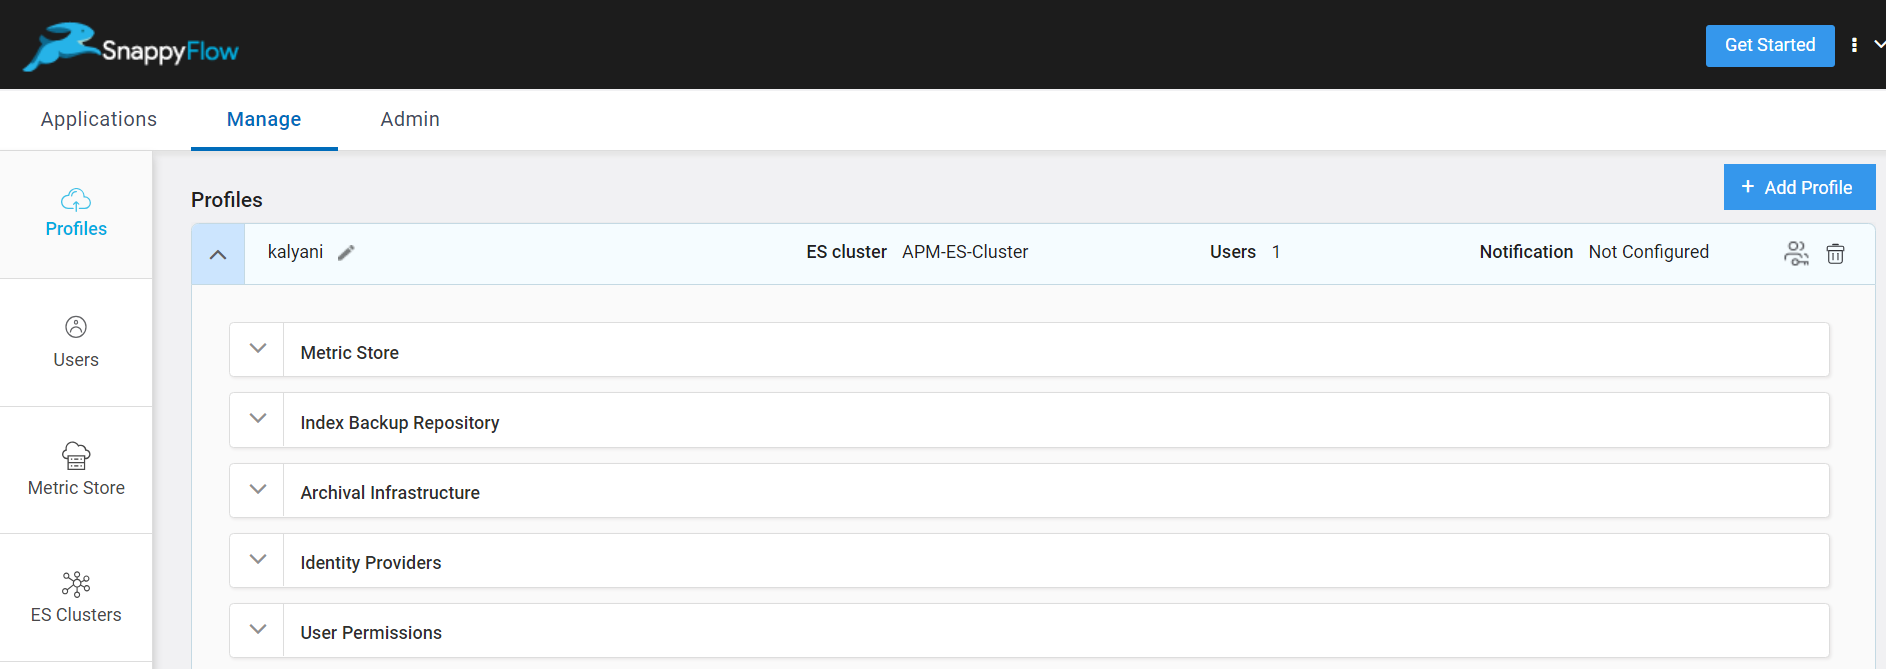 SnappyFlow
Get Started
Applications Manage Admin
Profiles
Users
Metric Store
ES Clusters
Profiles
+ Add Profile
kalyani ES cluster APM-ES-Cluster Users 1 Notification Not Configured
Metric Store
Index Backup Repository
Archival Infrastructure
Identity Providers
User Permissions